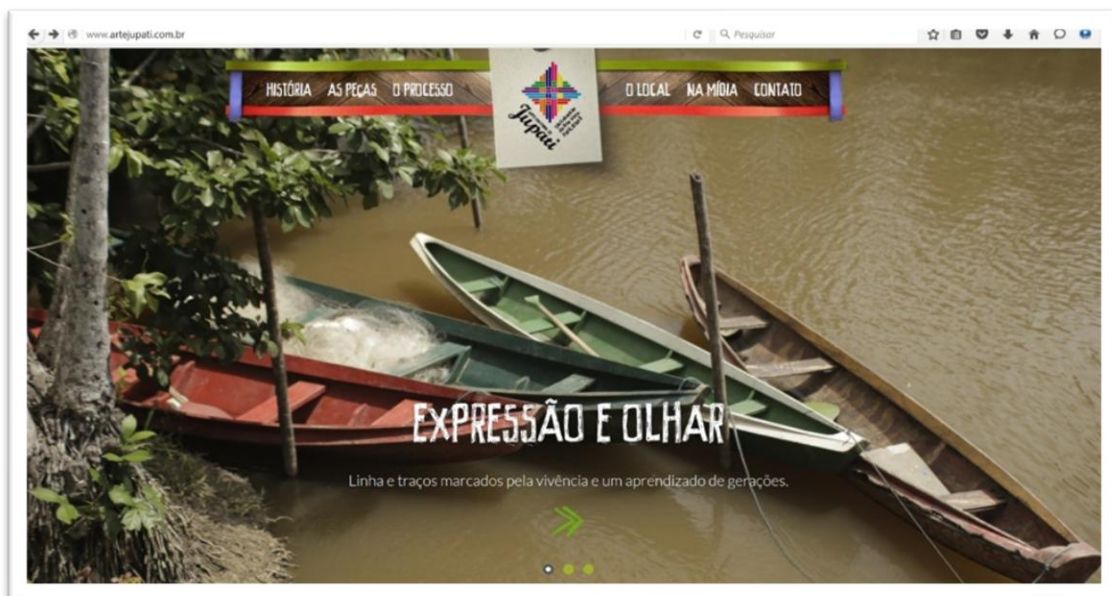 www.artejupati.com.br
Pesquisar
HISTÓRIA AS PEÇAS O PROCESSO
Jupati
O LOCAL NA MÍDIA CONTATO
EXPRESSÃO E OLHAR
Linha e traços marcados pela vivência e um aprendizado de gerações.